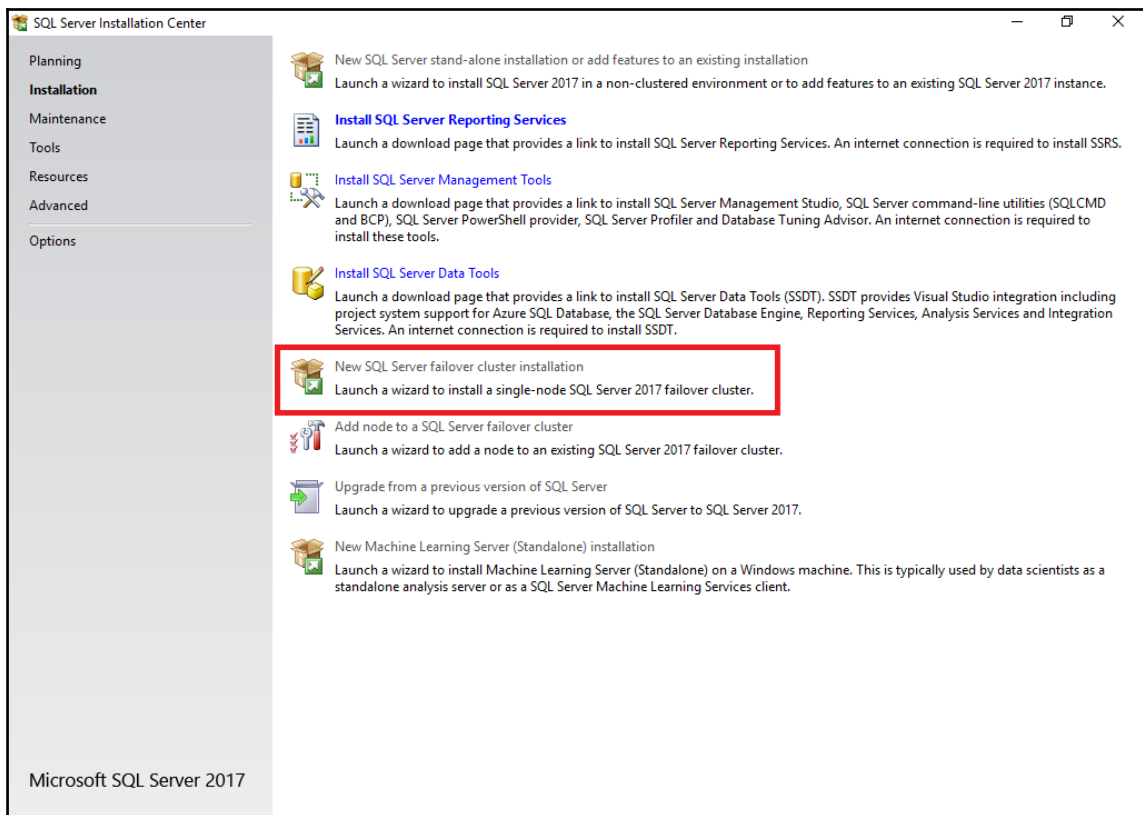 SQL Server Installation Center
Planning
Installation
Maintenance
Tools
Resources
Advanced
Options
New SQL Server stand-alone installation or add features to an existing installation
Launch a wizard to install SQL Server 2017 in a non-clustered environment or to add features to an existing SQL Server 2017 instance.
Install SQL Server Reporting Services
Launch a download page that provides a link to install SQL Server Reporting Services. An internet connection is required to install SSRS.
Install SQL Server Management Tools
Launch a download page that provides a link to install SQL Server Management Studio, SQL Server command-line utilities (SQLCMD
and BCP), SQL Server PowerShell provider, SQL Server Profiler and Database Tuning Advisor. An internet connection is required to
install these tools.
Install SQL Server Data Tools
Launch a download page that provides a link to install SQL Server Data Tools (SSDT). SSDT provides Visual Studio integration including
project system support for Azure SQL Database, the SQL Server Database Engine, Reporting Services, Analysis Services and Integration
Services. An internet connection is required to install SSDT.
New SQL Server failover cluster installation
Launch a wizard to install a single-node SQL Server 2017 failover cluster.
Add node to a SQL Server failover cluster
Launch a wizard to add a node to an existing SQL Server 2017 failover cluster.
Upgrade from a previous version of SQL Server
Launch a wizard to upgrade a previous version of SQL Server to SQL Server 2017.
New Machine Learning Server (Standalone) installation
Launch a wizard to install Machine Learning Server (Standalone) on a Windows machine. This is typically used by data scientists as a
standalone analysis server or as a SQL Server Machine Learning Services client.
Microsoft SQL Server 2017